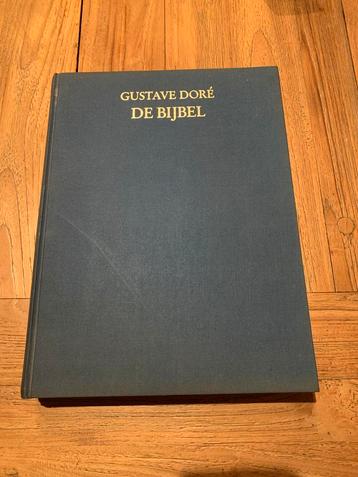 GUSTAVE DORÉ
DE BIJBEL